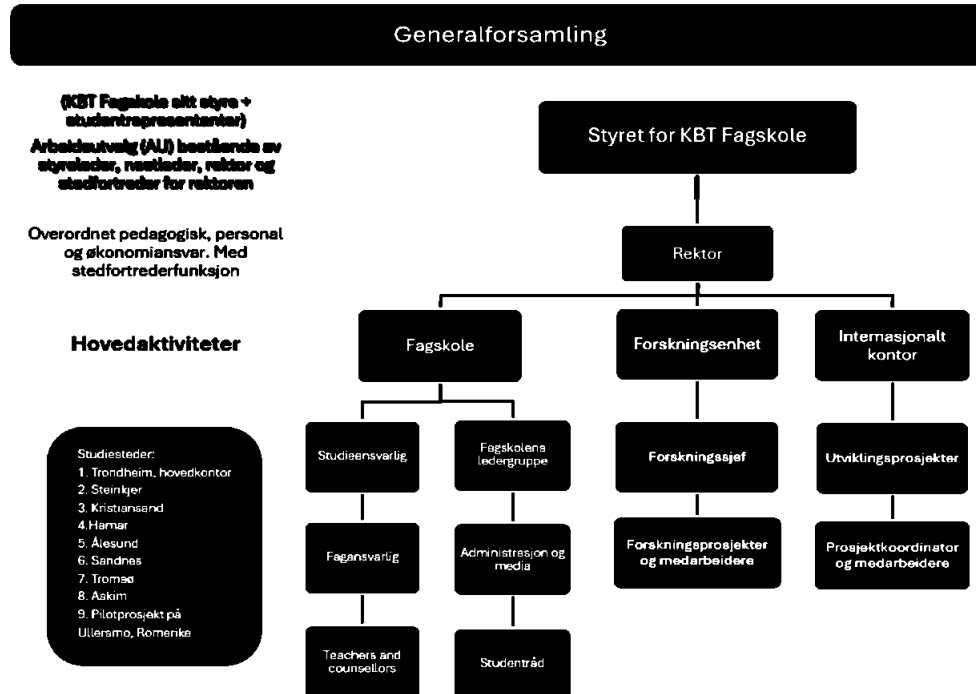 Generalforsamling
(KBT Fagskole sitt styre +
studentrepresentanter)
Arbeidsutvalg (AU) bestående av
styreleder, nestleder, rektor og
stedfortreder for rektoren
Styret for KBT Fagskole
Overordnet pedagogisk, personal
og økonomiansvar. Med
stedfortrederfunksjon
Rektor
Hovedaktiviteter
Fagskole
Forskningsenhet
Internasjonalt
kontor
Studiesteder:
1. Trondheim, hovedkontor
2. Steinkjer
3. Kristiansand
4.Hamar
5. Ålesund
6. Sandnes
7. Tromsø
8. Askim
9. Pilotprosjekt på
Ullersmo, Romerike
Studieansvarlig
Fagskolens
ledergruppe
Forskningssjef
Utviklingsprosjekter
Fagansvarlig
Administrasjon og
media
Forskningsprosjekter
og medarbeidere
Prosjektkoordinator
og medarbeidere
Teachers and
counsellors
Studentråd